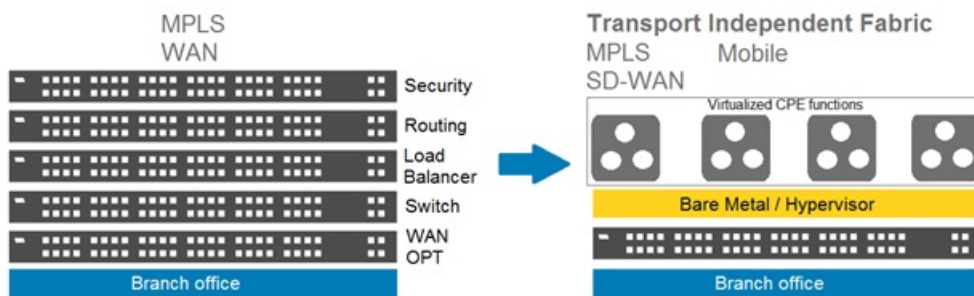 MPLS
WAN
Security
Routing
Load
Balancer
Switch
WAN
OPT
Branch office
Transport Independent Fabric
MPLS Mobile
SD-WAN
Virtualized CPE functions
Bare Metal / Hypervisor
Branch office